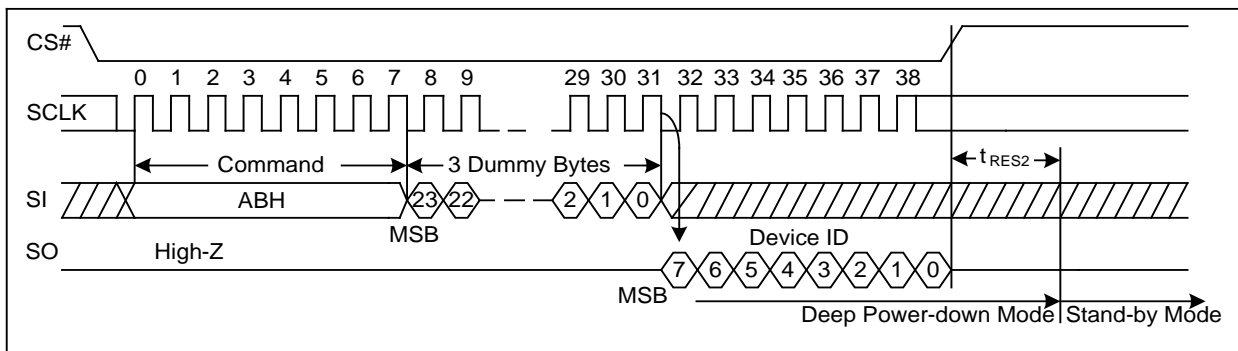 CS#
0 1 2 3 4 5 6 7 8 9 29 30 31 32 33 34 35 36 37 38
SCLK
Command 3 Dummy Bytes tRES2
SI ABH 23 22 2 1 0
MSB Device ID
SO High-Z
7 6 5 4 3 2 1 0
MSB
Deep Power-down Mode Stand-by Mode